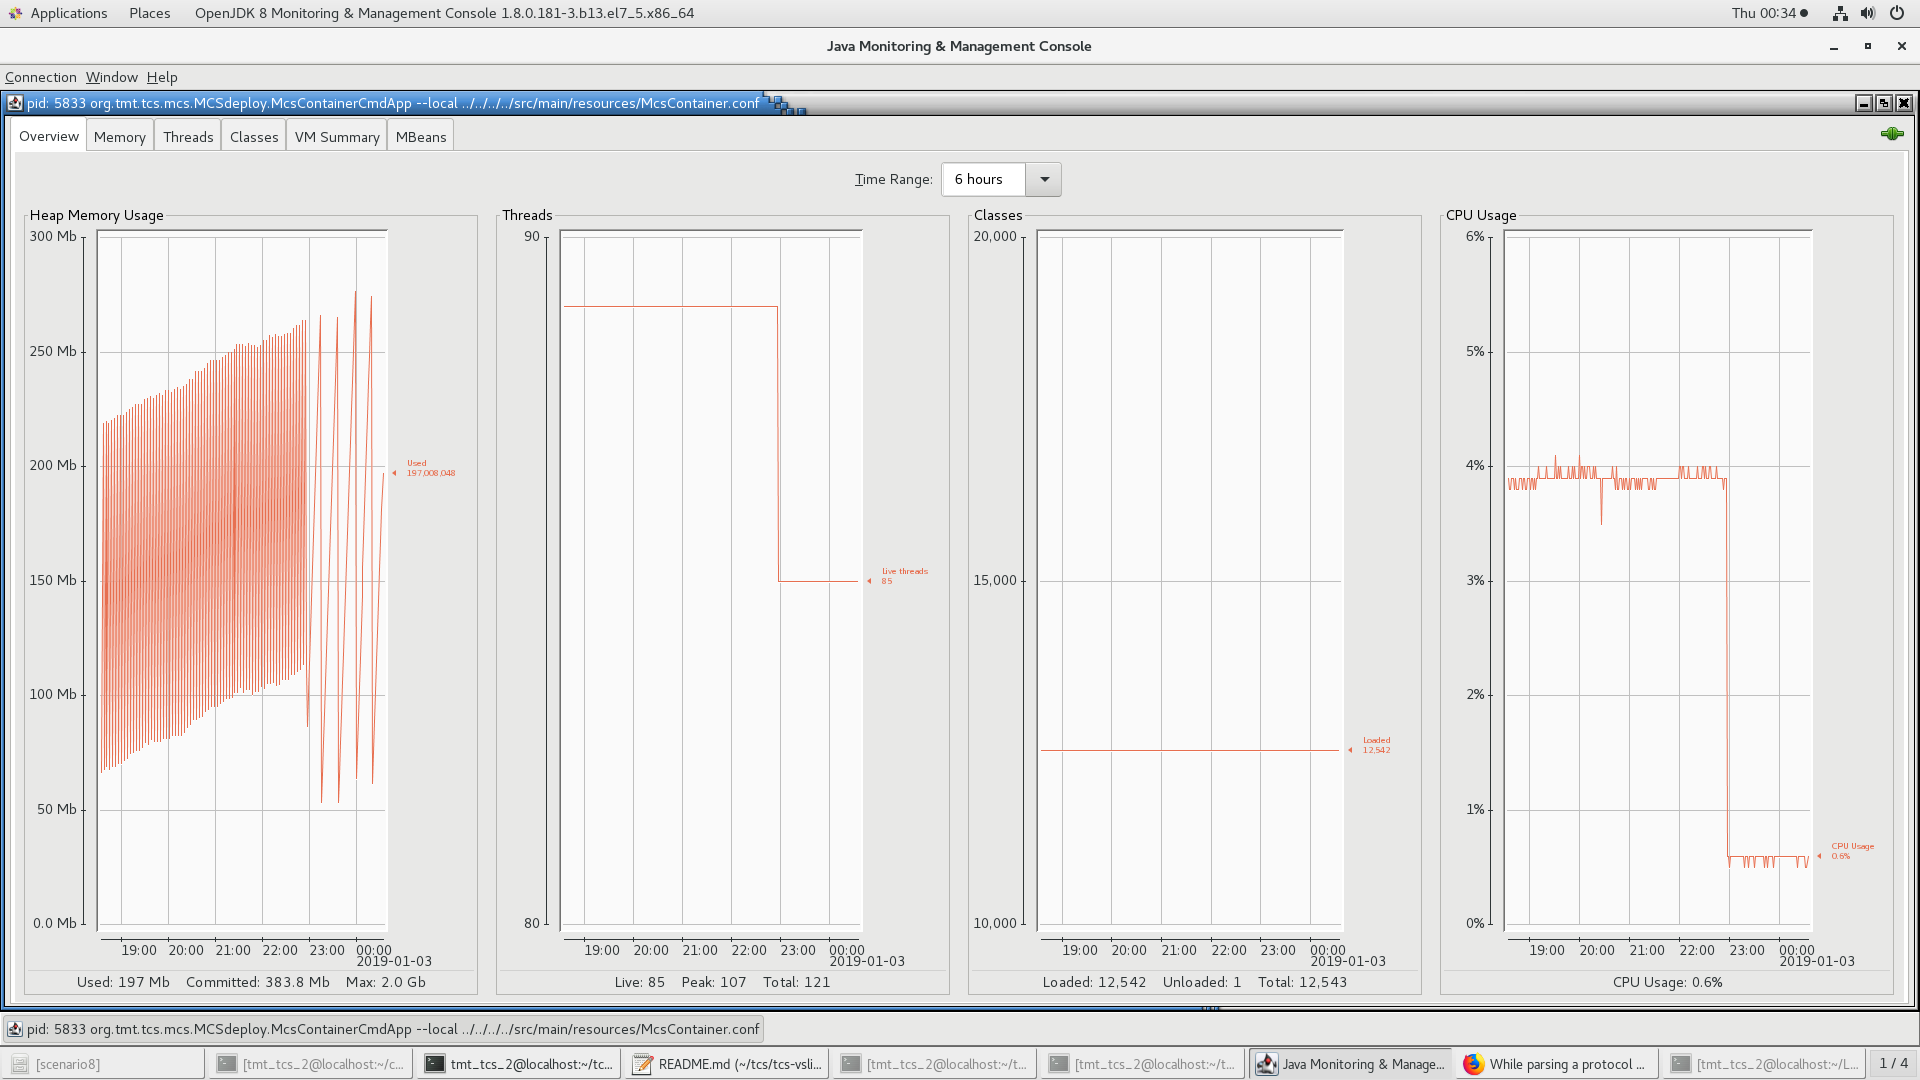 Applications Places OpenJDK 8 Monitoring & Management Console 1.8.0.181-3.b13.el7_5.x86_64 Thu 00:34
Java Monitoring & Management Console
Connection Window Help
pid: 5833 org.tmt.tcs.mcs.MCSdeploy.McsContainerCmdApp --local ../../../../src/main/resources/McsContainer.conf
Overview Memory Threads Classes VM Summary MBeans
Time Range: 6 hours
Heap Memory Usage
300 Mb
250 Mb
200 Mb
150 Mb
100 Mb
50 Mb
0.0 Mb
Used
197,008,048
19:00 20:00 21:00 22:00 23:00 00:00
2019-01-03
Used: 197 Mb Committed: 383.8 Mb Max: 2.0 Gb
Threads
90
80
Live threads
85
19:00 20:00 21:00 22:00 23:00 00:00
2019-01-03
Live: 85 Peak: 107 Total: 121
Classes
20,000
15,000
10,000
Loaded
12,542
19:00 20:00 21:00 22:00 23:00 00:00
2019-01-03
Loaded: 12,542 Unloaded: 1 Total: 12,543
CPU Usage
6%
5%
4%
3%
2%
1%
0%
CPU Usage
0.6%
19:00 20:00 21:00 22:00 23:00 00:00
2019-01-03
CPU Usage: 0.6%
pid: 5833 org.tmt.tcs.mcs.MCSdeploy.McsContainerCmdApp --local ../../../../src/main/resources/McsContainer.conf
[scenario8] [tmt_tcs_2@localhost:~/c... tmt_tcs_2@localhost:~/tc... README.md (~/tcs/tcs-vsli... [tmt_tcs_2@localhost:~/t... [tmt_tcs_2@localhost:~/t... Java Monitoring & Manage... While parsing a protocol ... [tmt_tcs_2@localhost:~/L... 1 / 4